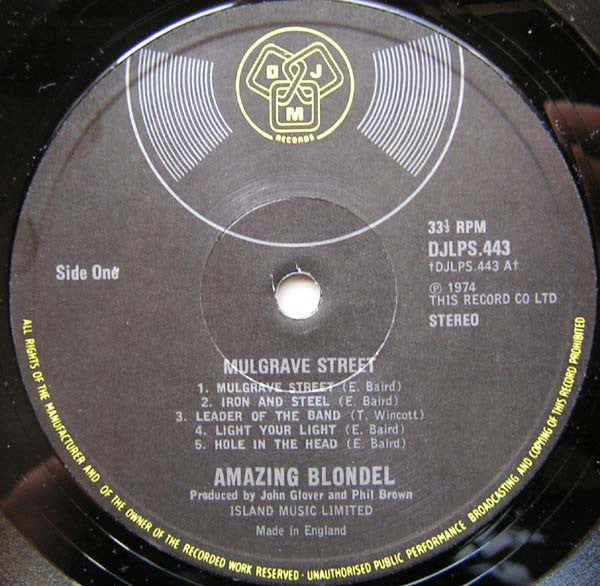 D J M
RECORDS
33⅓ RPM
DJLPS.443
†DJLPS.443 A†
Ⓟ 1974
THIS RECORD CO LTD
STEREO
Side One
MULGRAVE STREET
1. MULGRAVE STREET (E. Baird)
2. IRON AND STEEL (E. Baird)
3. LEADER OF THE BAND (T. Wincott)
4. LIGHT YOUR LIGHT (E. Baird)
5. HOLE IN THE HEAD (E. Baird)
AMAZING BLONDEL
Produced by John Glover and Phil Brown
ISLAND MUSIC LIMITED
Made in England
ALL RIGHTS OF THE MANUFACTURER AND OF THE OWNER OF THE RECORDED WORK RESERVED · UNAUTHORISED PUBLIC PERFORMANCE BROADCASTING AND COPYING OF THIS RECORD PROHIBITED